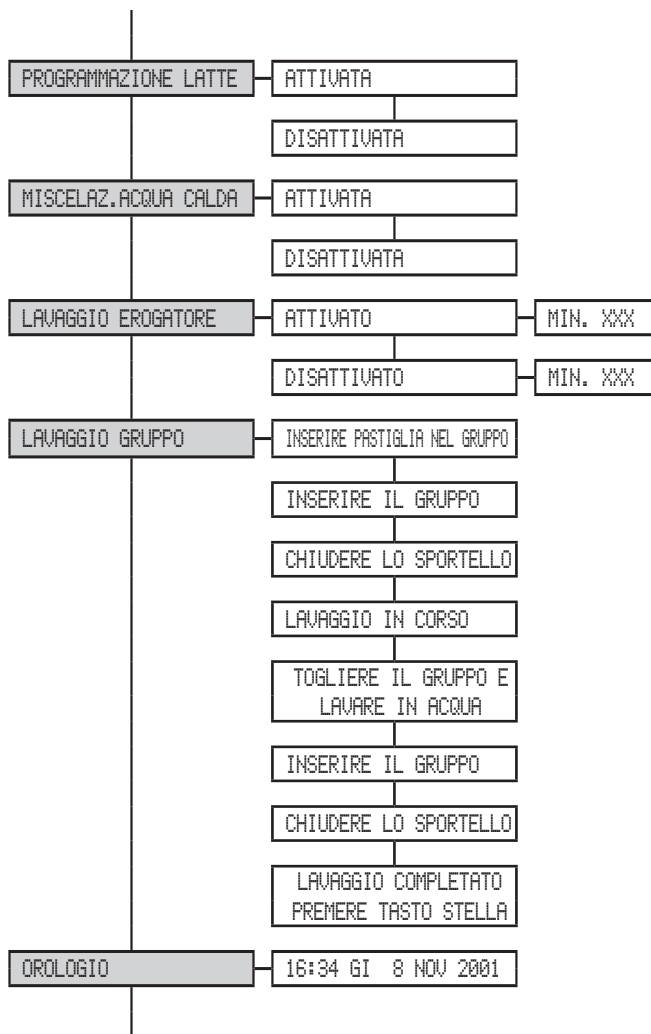 PROGRAMMAZIONE LATTE
ATTIVATA
DISATTIVATA
MISCELAZ.ACQUA CALDA
ATTIVATA
DISATTIVATA
LAVAGGIO EROGATORE
ATTIVATO
MIN. XXX
DISATTIVATO
MIN. XXX
LAVAGGIO GRUPPO
INSERIRE PASTIGLIA NEL GRUPPO
INSERIRE IL GRUPPO
CHIUDERE LO SPORTELLO
LAVAGGIO IN CORSO
TOGLIERE IL GRUPPO E
LAVARE IN ACQUA
INSERIRE IL GRUPPO
CHIUDERE LO SPORTELLO
LAVAGGIO COMPLETATO
PREMERE TASTO STELLA
OROLOGIO
16:34 GI 8 NOV 2001